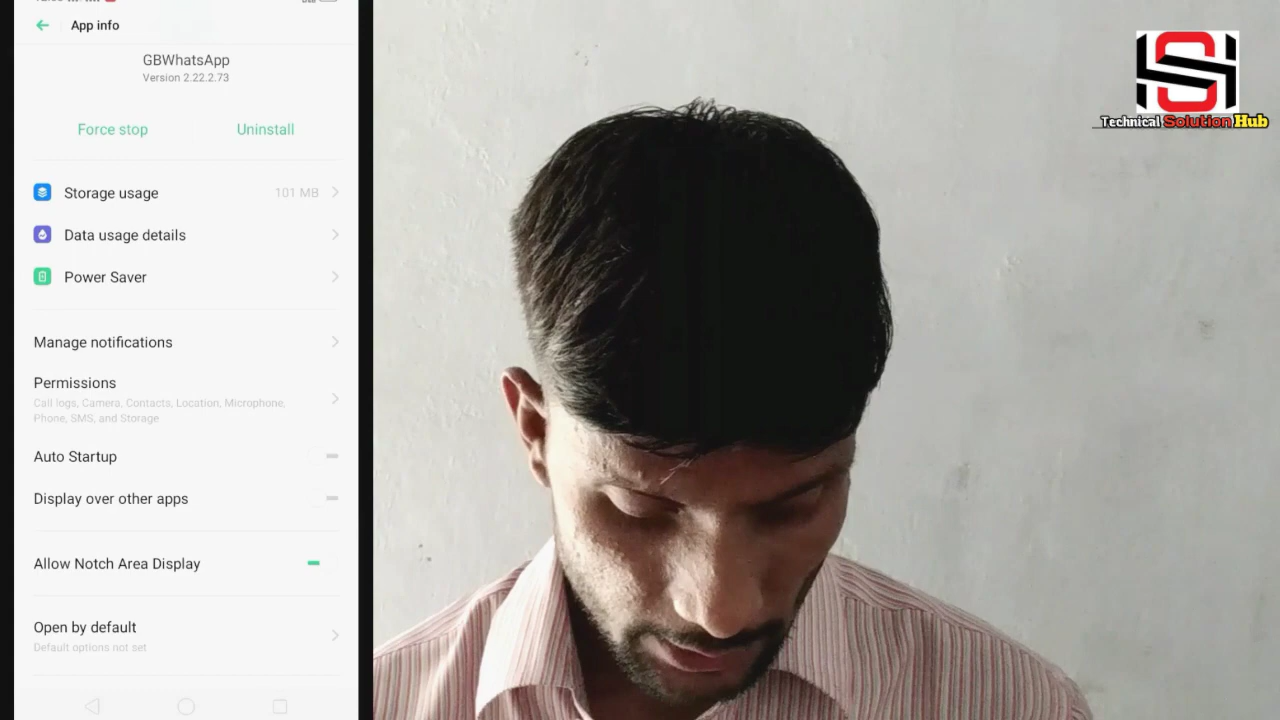 App info
GBWhatsApp
Version 2.22.2.73
Force stop
Uninstall
Storage usage
101 MB
Data usage details
Power Saver
Manage notifications
Permissions
Call logs, Camera, Contacts, Location, Microphone,
Phone, SMS, and Storage
Auto Startup
Display over other apps
Allow Notch Area Display
Open by default
Default options not set
Technical Solution Hub